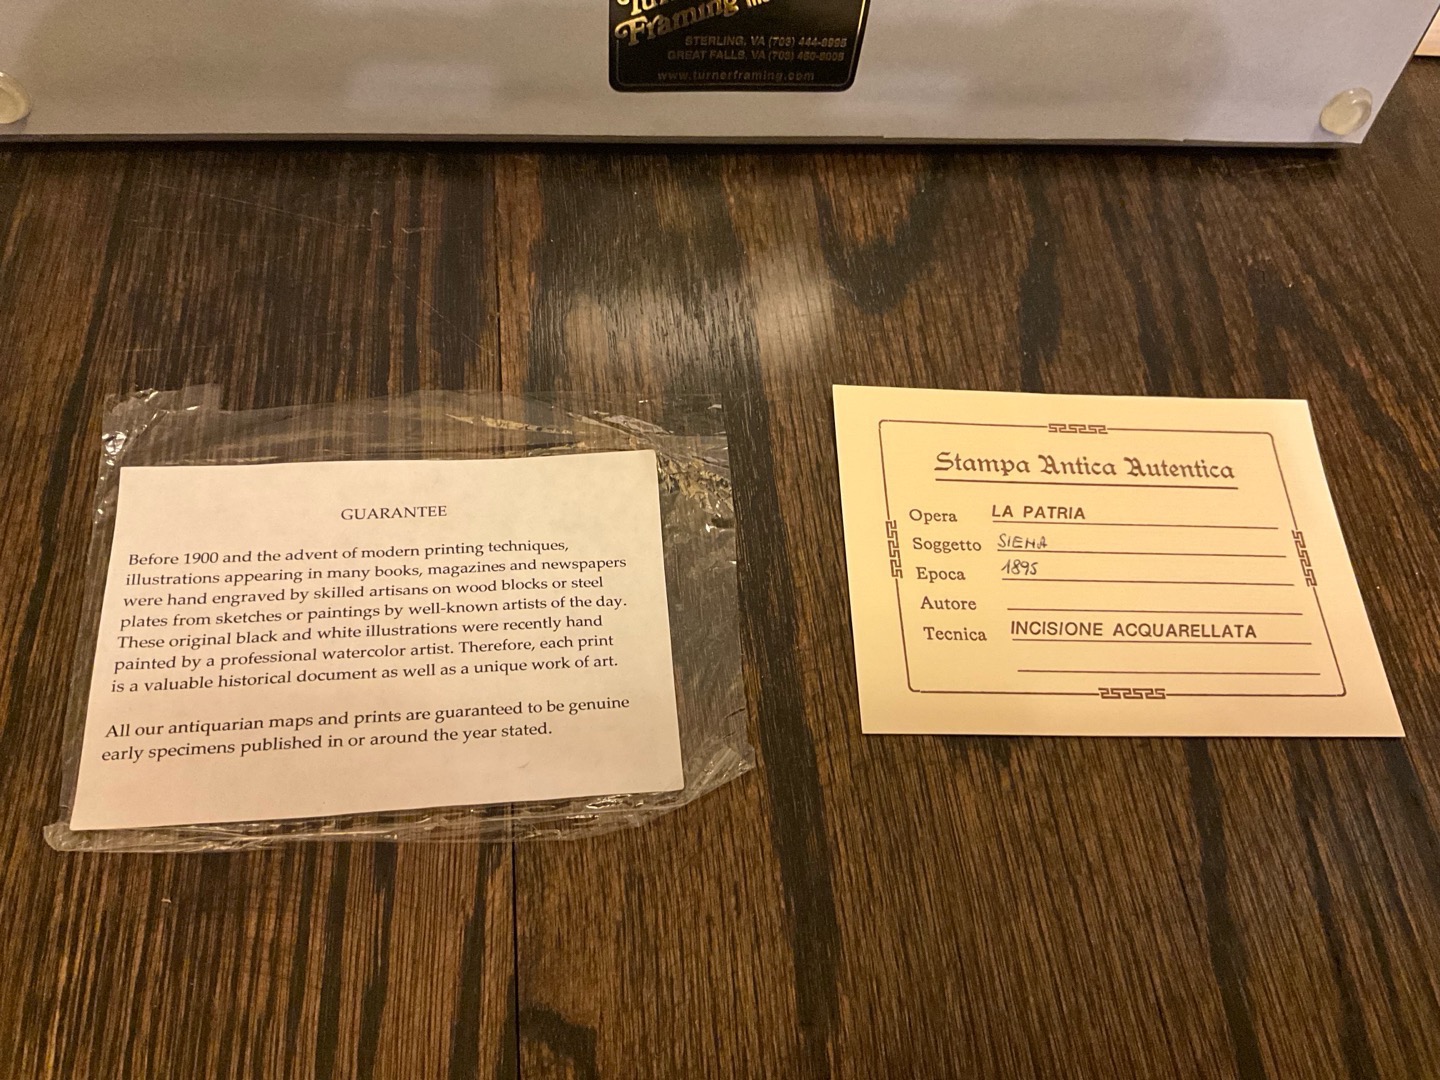 Framing
STERLING, VA (703) 444-8995
GREAT FALLS, VA (703)
www.turnerframing.com
GUARANTEE
Before 1900 and the advent of modern printing techniques,
illustrations appearing in many books, magazines and newspapers
were hand engraved by skilled artisans on wood blocks or steel
plates from sketches or paintings by well-known artists of the day.
These original black and white illustrations were recently hand
painted by a professional watercolor artist. Therefore, each print
is a valuable historical document as well as a unique work of art.
All our antiquarian maps and prints are guaranteed to be genuine
early specimens published in or around the year stated.
Stampa Antica Autentica
Opera LA PATRIA
Soggetto SIENA
Epoca 1895
Autore
Tecnica INCISIONE ACQUARELLATA